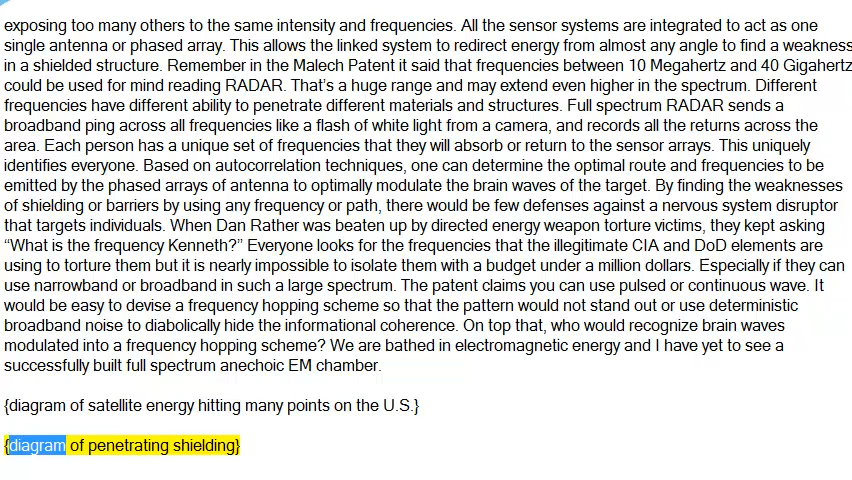 exposing too many others to the same intensity and frequencies. All the sensor systems are integrated to act as one
single antenna or phased array. This allows the linked system to redirect energy from almost any angle to find a weakness
in a shielded structure. Remember in the Malech Patent it said that frequencies between 10 Megahertz and 40 Gigahertz
could be used for mind reading RADAR. That’s a huge range and may extend even higher in the spectrum. Different
frequencies have different ability to penetrate different materials and structures. Full spectrum RADAR sends a
broadband ping across all frequencies like a flash of white light from a camera, and records all the returns across the
area. Each person has a unique set of frequencies that they will absorb or return to the sensor arrays. This uniquely
identifies everyone. Based on autocorrelation techniques, one can determine the optimal route and frequencies to be
emitted by the phased arrays of antenna to optimally modulate the brain waves of the target. By finding the weaknesses
of shielding or barriers by using any frequency or path, there would be few defenses against a nervous system disruptor
that targets individuals. When Dan Rather was beaten up by directed energy weapon torture victims, they kept asking
“What is the frequency Kenneth?” Everyone looks for the frequencies that the illegitimate CIA and DoD elements are
using to torture them but it is nearly impossible to isolate them with a budget under a million dollars. Especially if they can
use narrowband or broadband in such a large spectrum. The patent claims you can use pulsed or continuous wave. It
would be easy to devise a frequency hopping scheme so that the pattern would not stand out or use deterministic
broadband noise to diabolically hide the informational coherence. On top that, who would recognize brain waves
modulated into a frequency hopping scheme? We are bathed in electromagnetic energy and I have yet to see a
successfully built full spectrum anechoic EM chamber.
{diagram of satellite energy hitting many points on the U.S.}
{diagram of penetrating shielding}